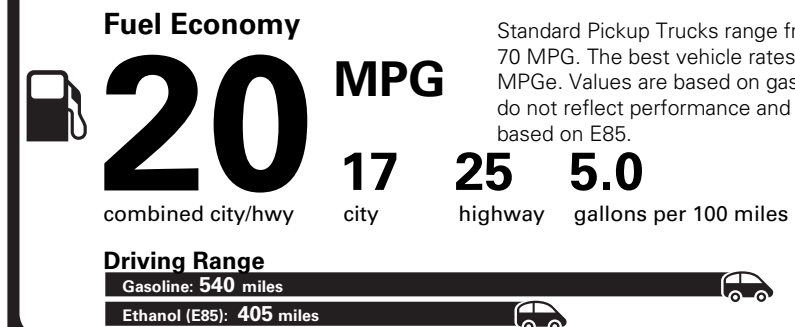 Fuel Economy
20 MPG
Standard Pickup Trucks range
70 MPG. The best vehicle rates
MPGe. Values are based on
do not reflect performance and
based on E85.
17 25 5.0
combined city/hwy city highway gallons per 100 miles
Driving Range
Gasoline: 540 miles
Ethanol (E85): 405 miles